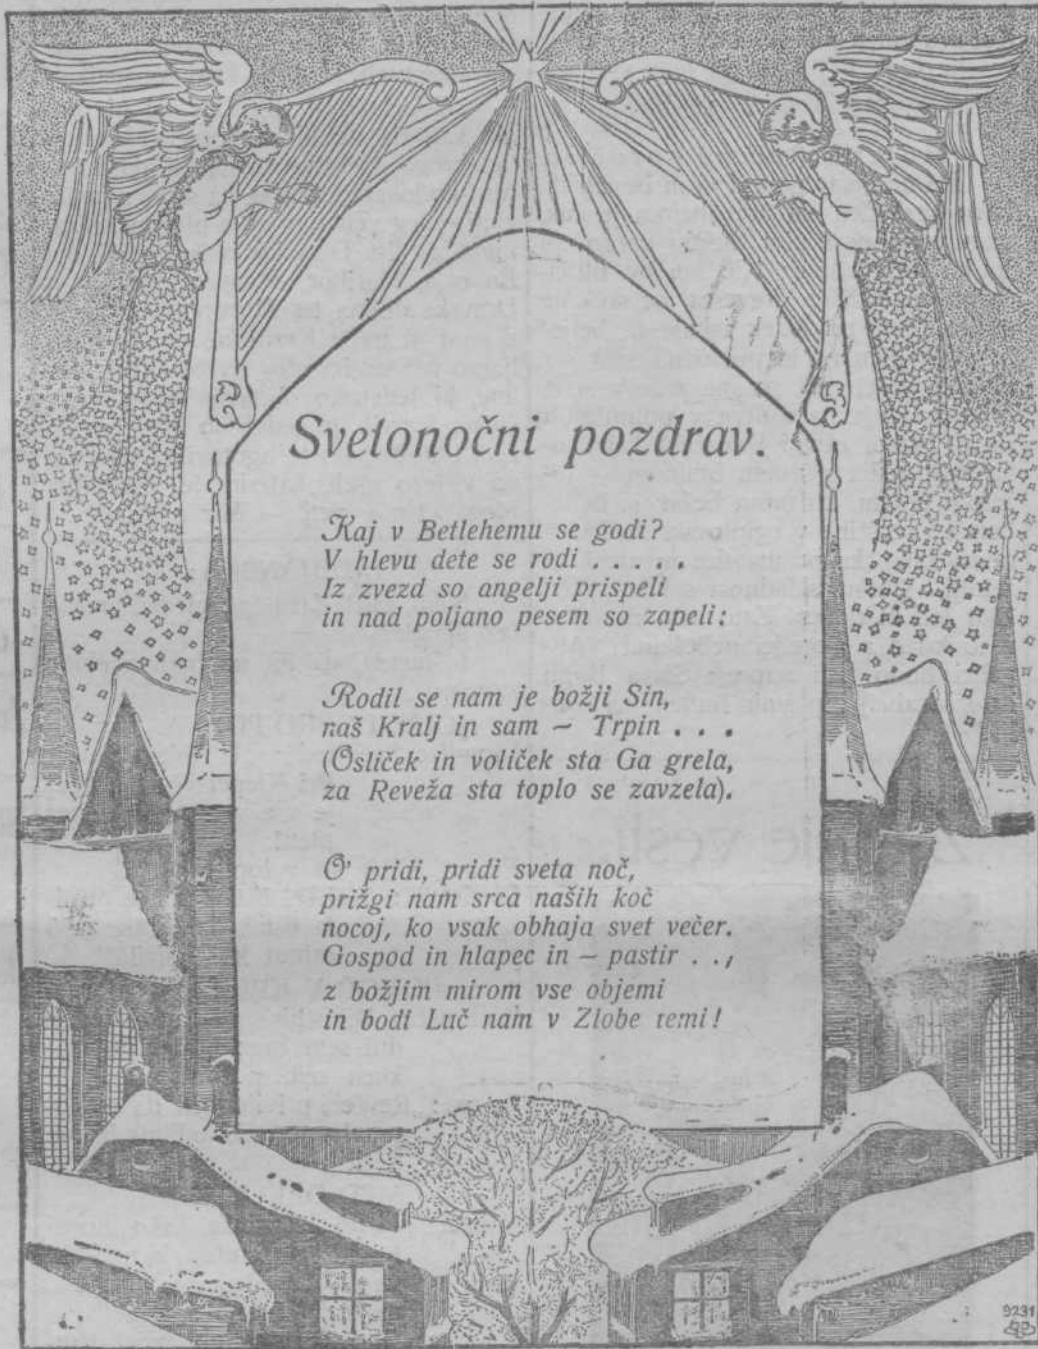 Svetonočni pozdrav.
Kaj v Betlehemu se godi?
V hlevu dete se rodi . . . . .
Iz zvezd so angelji prispeli
in nad poljano pesem so zapeli:
Rodil se nam je božji Sin,
naš Kralj in sam — Trpin . . .
(Osliček in voliček sta Ga grela,
za Reveža sta toplo se zavzela).
O' pridi, pridi sveta noč,
prižgi nam srca naših koč
nocoj, ko vsak obhaja svet večer.
Gospod in hlapec in — pastir . . ,
z božjim mirom vse objemi
in bodi Luč nam v Zlobe temi!
9231